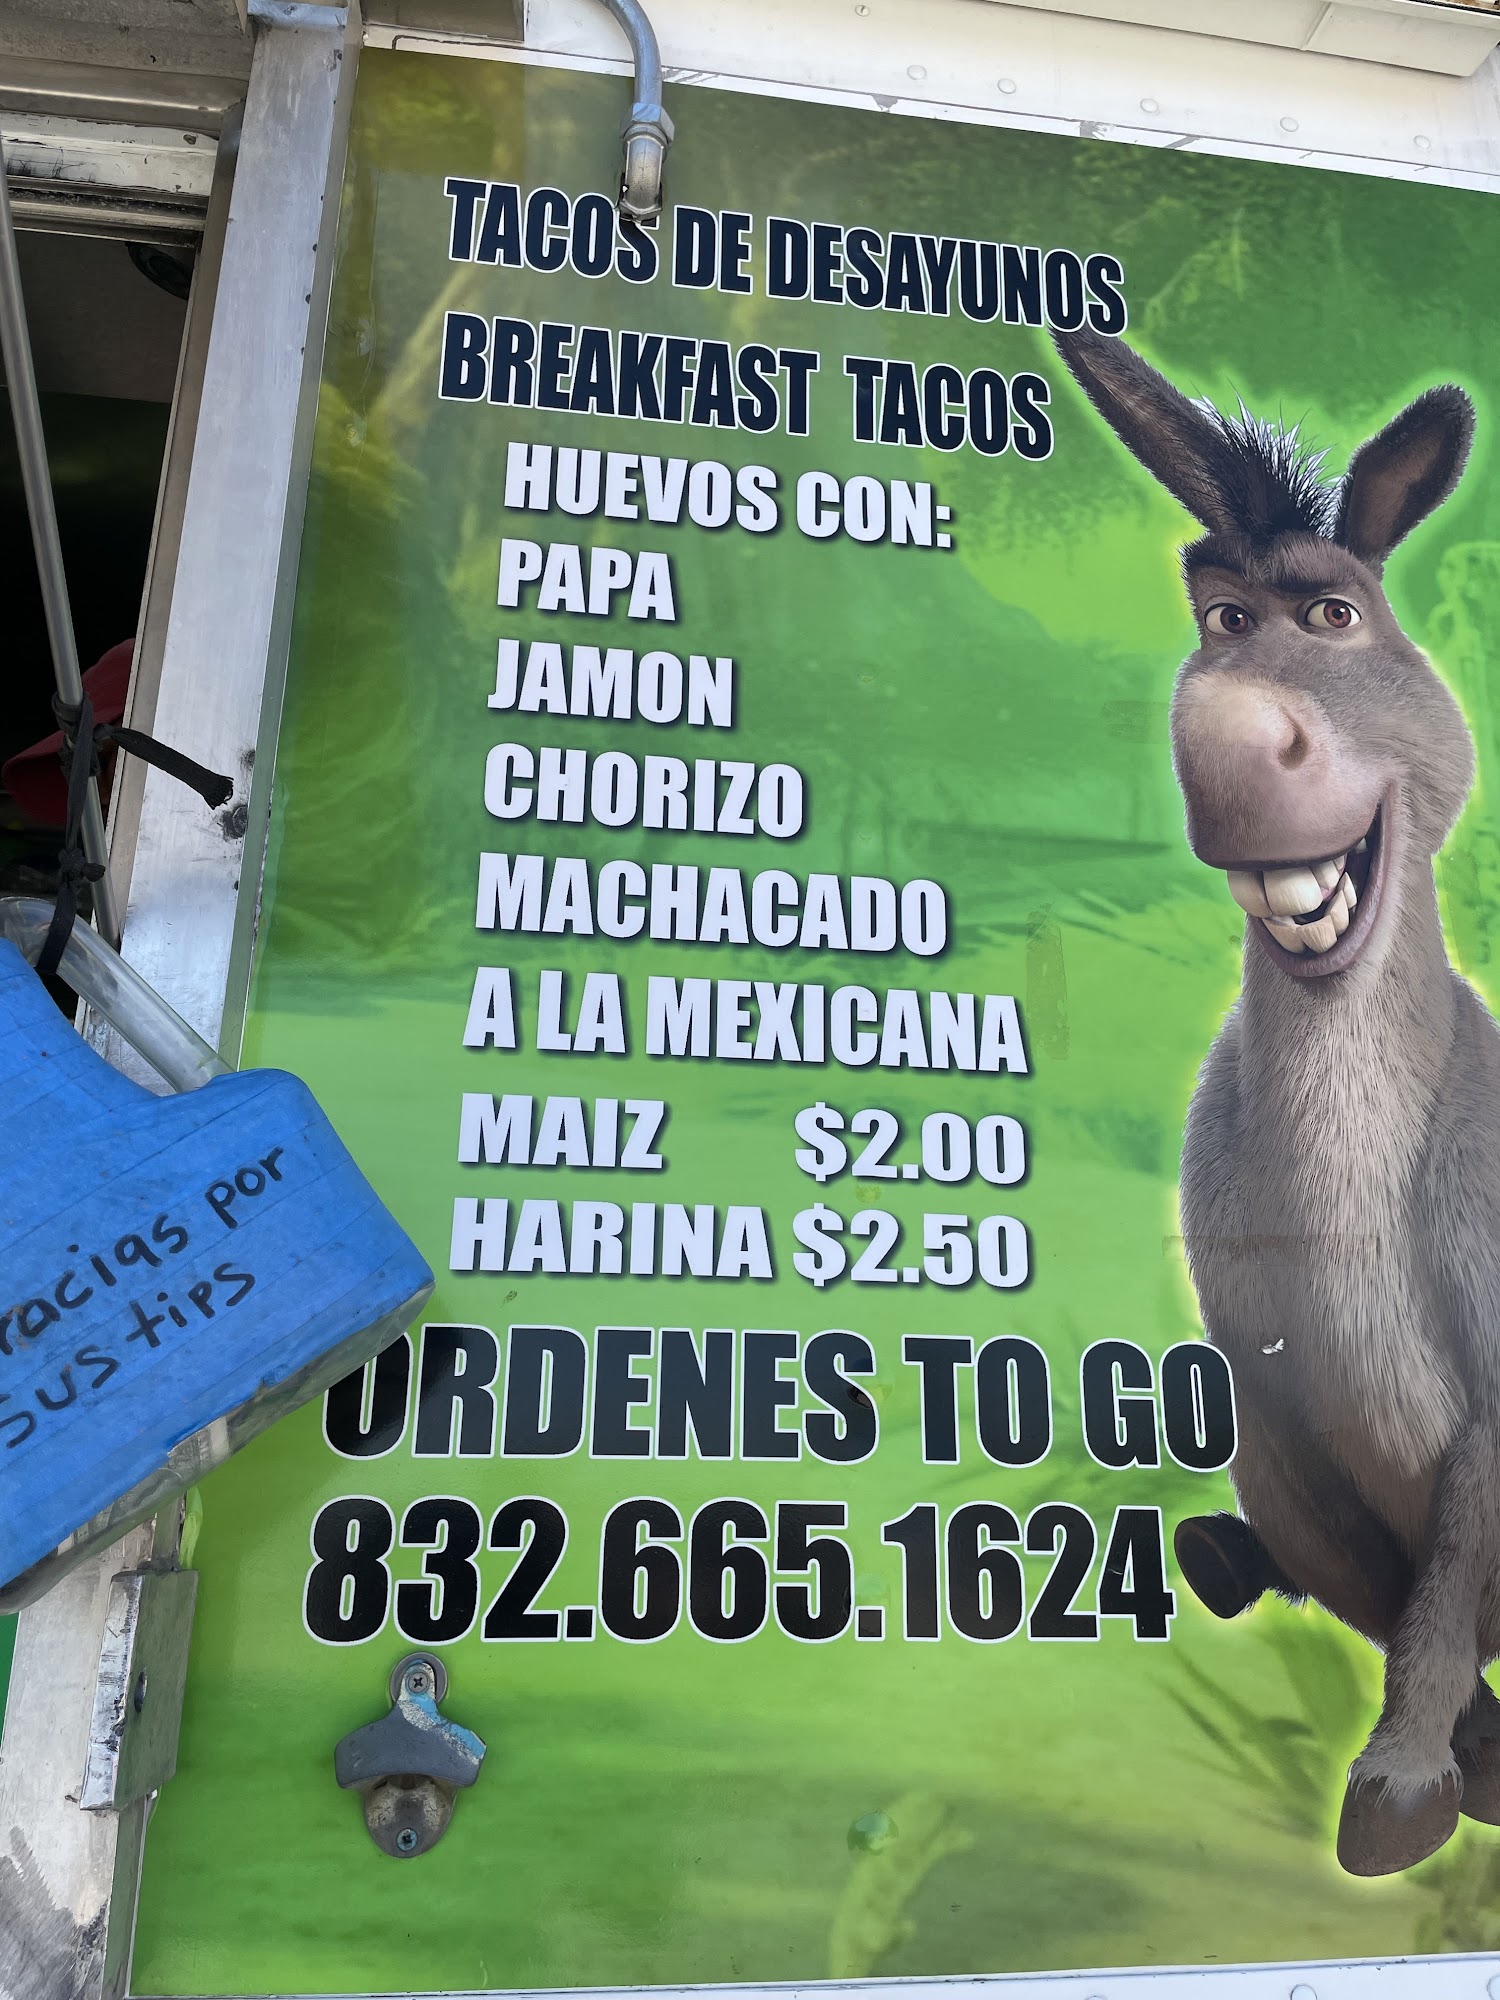 TACOS DE DESAYUNOS
BREAKFAST TACOS
HUEVOS CON:
PAPA
JAMON
CHORIZO
MACHACADO
A LA MEXICANA
MAIZ $2.00
HARINA $2.50
ORDENES TO GO
832.665.1624
racias por
sus tips